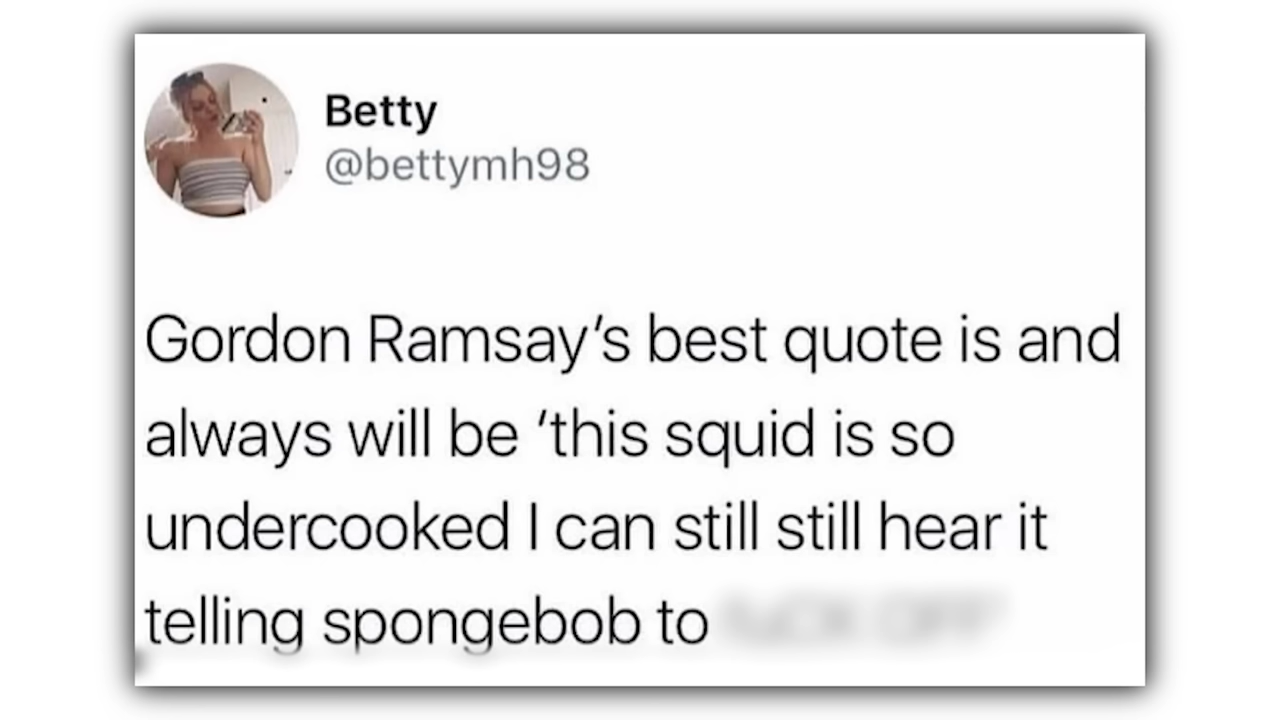 Betty
@bettymh98
Gordon Ramsay's best quote is and
always will be 'this squid is so
undercooked I can still still hear it
telling spongebob to